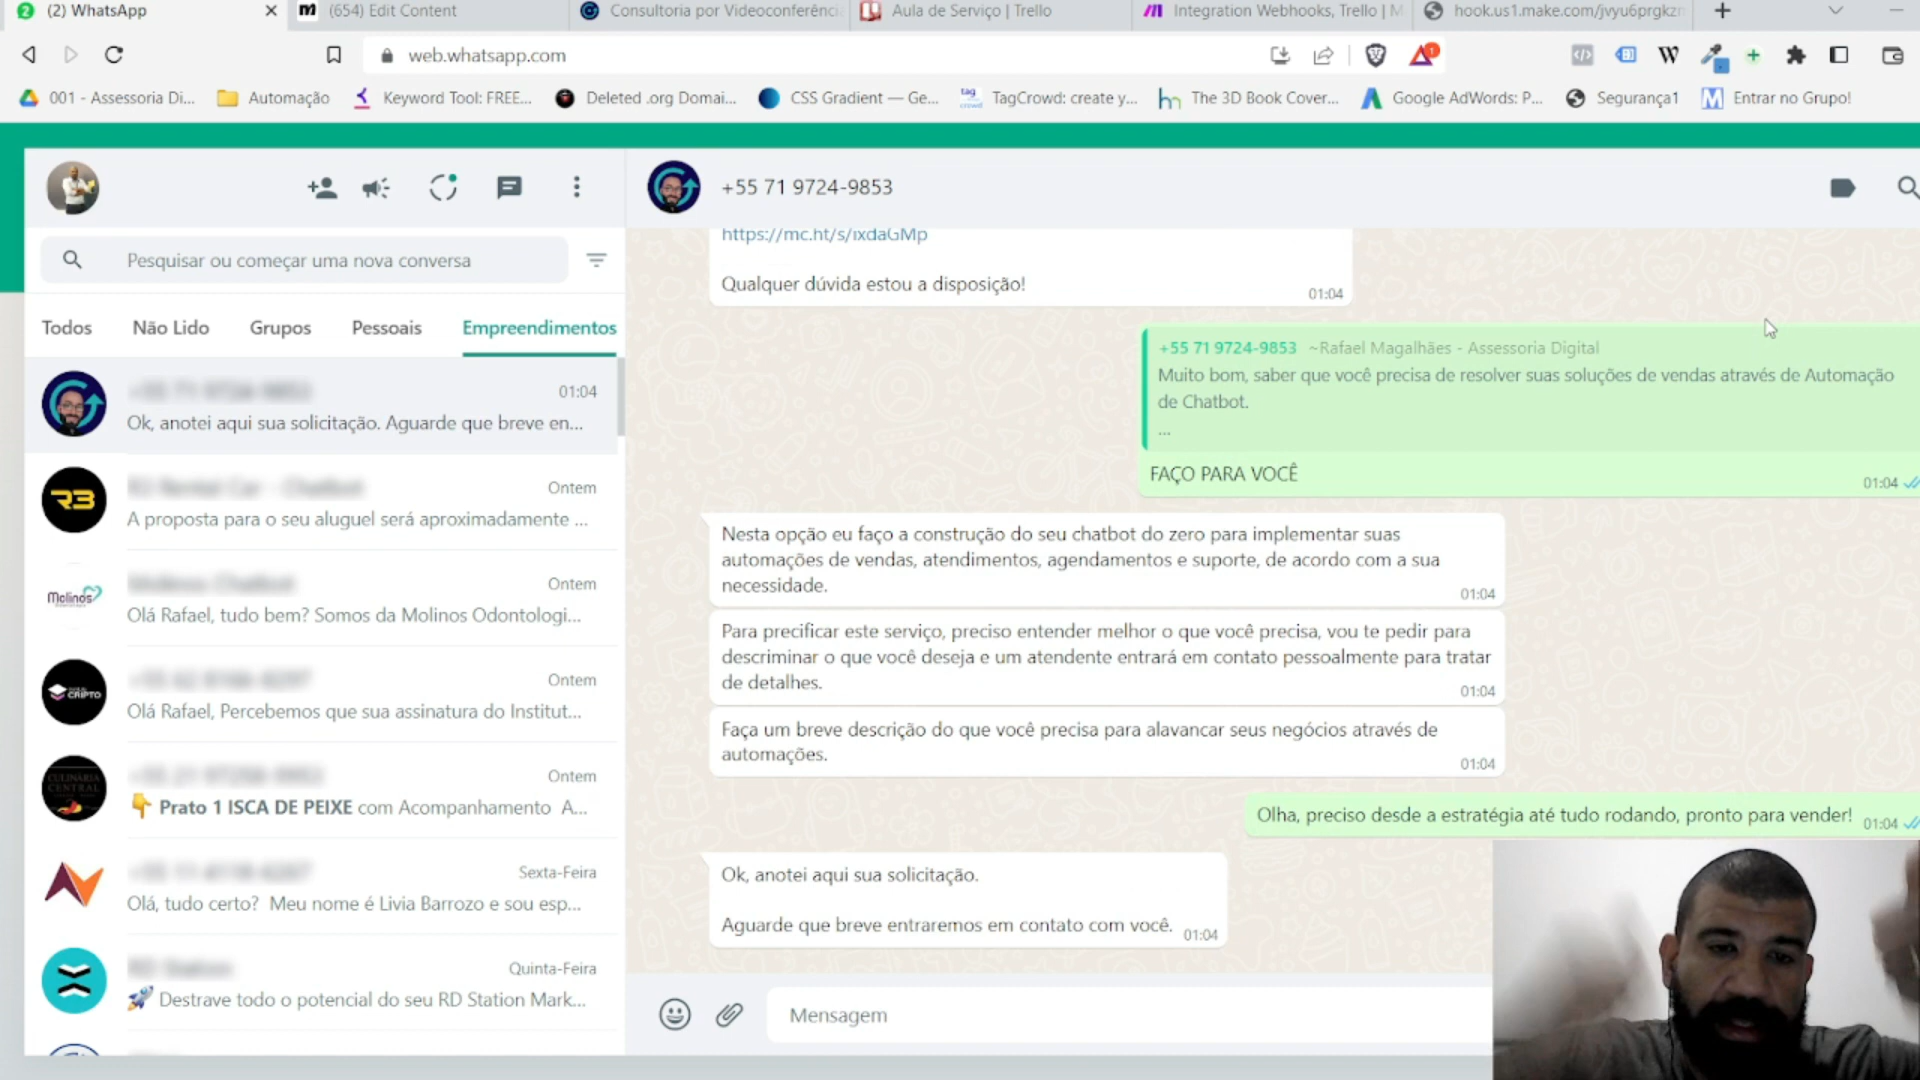 (2) WhatsApp
(654) Edit Content
Consultoria por Videoconferênci
Aula de Serviço | Trello
Integration Webhooks, Trello | M
hook.us1.make.com/jvyu6prgkzn
web.whatsapp.com
001 - Assessoria Di...
Automação
Keyword Tool: FREE...
Deleted .org Domai...
CSS Gradient — Ge...
TagCrowd: create y...
The 3D Book Cover...
Google AdWords: P...
Segurança1
Entrar no Grupo!
+55 71 9724-9853
Pesquisar ou começar uma nova conversa
Todos
Não Lido
Grupos
Pessoais
Empreendimentos
01:04
Ok, anotei aqui sua solicitação. Aguarde que breve en...
R3
Ontem
A proposta para o seu aluguel será aproximadamente ...
Molinos
Ontem
Olá Rafael, tudo bem? Somos da Molinos Odontologi...
CRIPTO
Ontem
Olá Rafael, Percebemos que sua assinatura do Institut...
CULINÁRIA
CENTRAL
Ontem
Prato 1 ISCA DE PEIXE com Acompanhamento A...
Sexta-Feira
Olá, tudo certo? Meu nome é Livia Barrozo e sou esp...
Quinta-Feira
Destrave todo o potencial do seu RD Station Mark...
https://mc.ht/s/ixdaGMp
Qualquer dúvida estou a disposição!
01:04
+55 71 9724-9853 ~Rafael Magalhães - Assessoria Digital
Muito bom, saber que você precisa de resolver suas soluções de vendas através de Automação
de Chatbot.
...
FAÇO PARA VOCÊ
01:04
Nesta opção eu faço a construção do seu chatbot do zero para implementar suas
automações de vendas, atendimentos, agendamentos e suporte, de acordo com a sua
necessidade.
01:04
Para precificar este serviço, preciso entender melhor o que você precisa, vou te pedir para
descriminar o que você deseja e um atendente entrará em contato pessoalmente para tratar
de detalhes.
01:04
Faça um breve descrição do que você precisa para alavancar seus negócios através de
automações.
01:04
Olha, preciso desde a estratégia até tudo rodando, pronto para vender!
01:04
Ok, anotei aqui sua solicitação.
Aguarde que breve entraremos em contato com você.
01:04
Mensagem